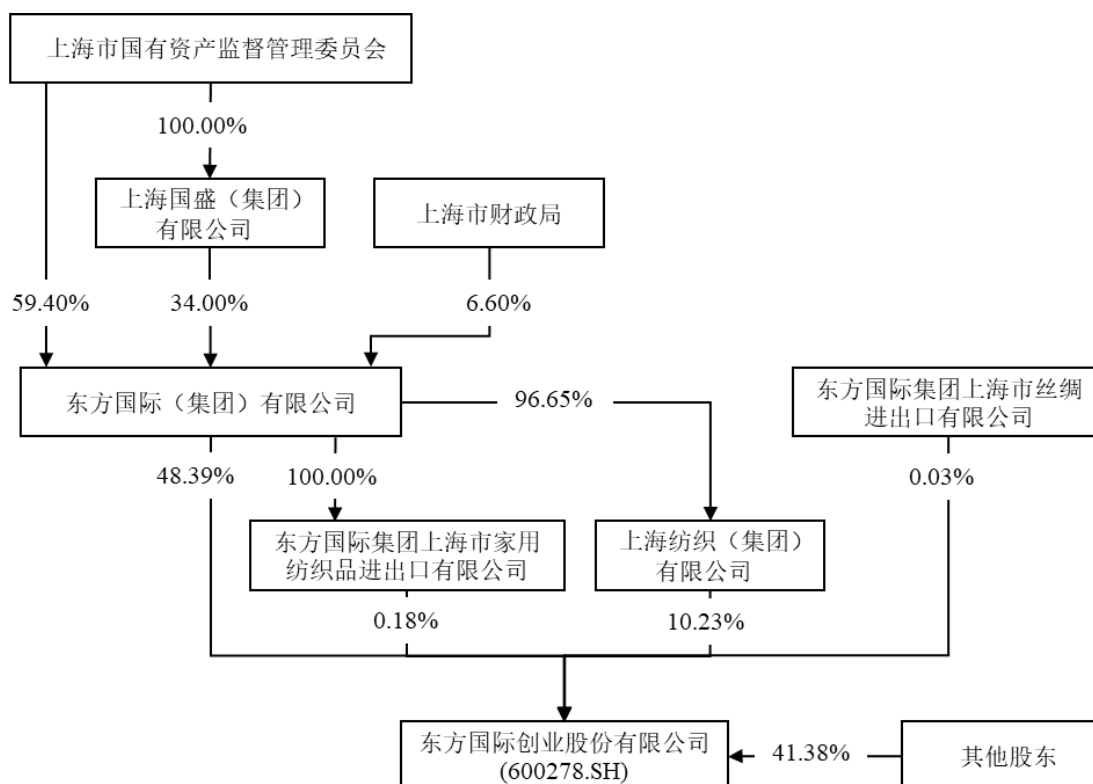 上海市国有资产监督管理委员会
100.00%
上海国盛（集团）
有限公司
上海市财政局
59.40%
34.00%
6.60%
东方国际（集团）有限公司
96.65%
东方国际集团上海市丝绸
进出口有限公司
48.39%
100.00%
0.03%
东方国际集团上海市家用
纺织品进出口有限公司
上海纺织（集团）
有限公司
0.18%
10.23%
东方国际创业股份有限公司
(600278.SH)
41.38%
其他股东